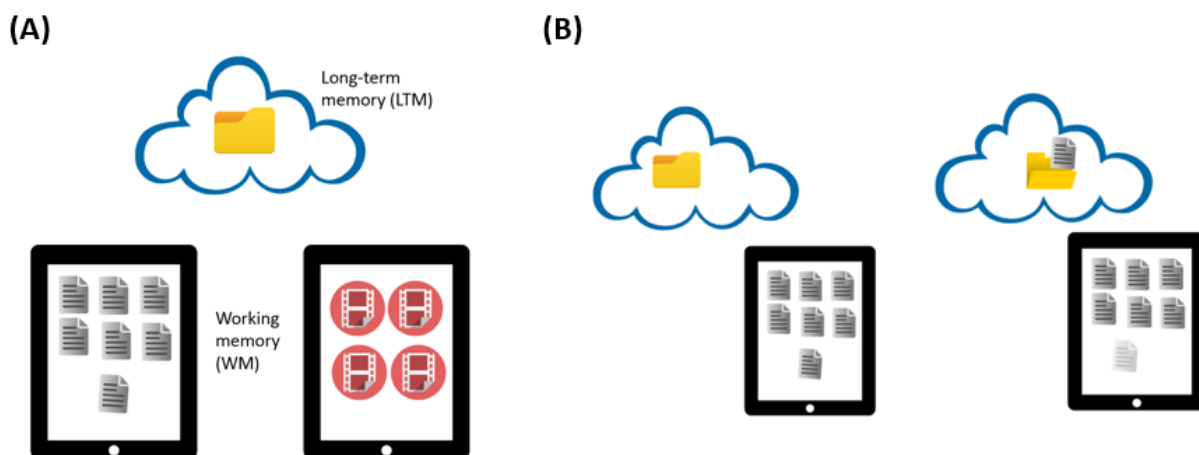 (A)
(B)
Long-term
memory (LTM)
Working
memory
(WM)